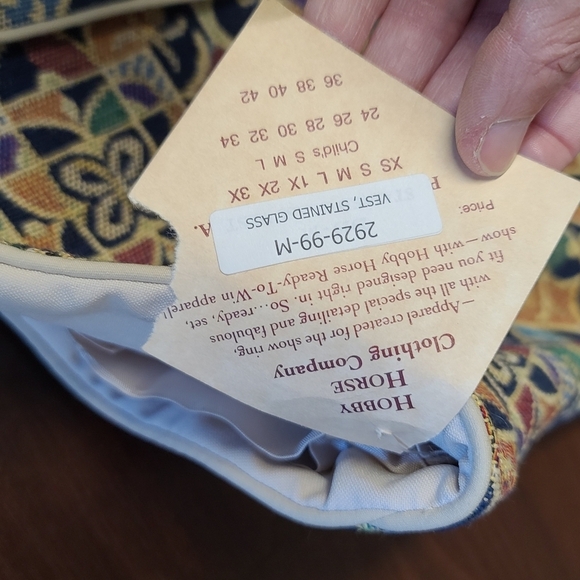 HOBBY
HORSE
Clothing Company
—Apparel created for the show ring,
with all the special detailing and fabulous
fit you need designed right in. So...ready, set,
show—with Hobby Horse Ready-To-Win apparel!
Price:
2929-99-M
VEST, STAINED GLASS
A.
XS S M L 1X 2X 3X
Child's S M L
24 26 28 30 32 34
36 38 40 42